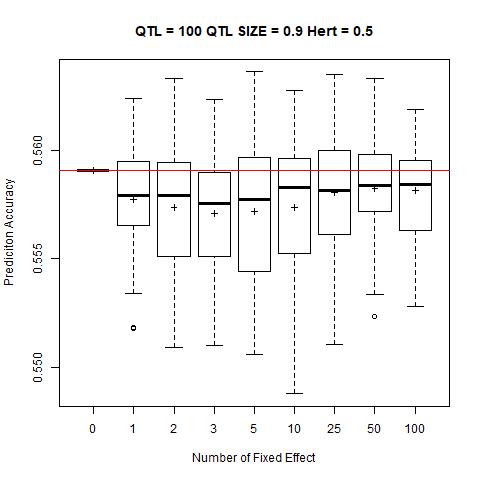 QTL = 100 QTL SIZE = 0.9 Hert = 0.5
0.560
0.555
0.550
Prediciton Accuracy
0 1 2 3 5 10 25 50 100
Number of Fixed Effect